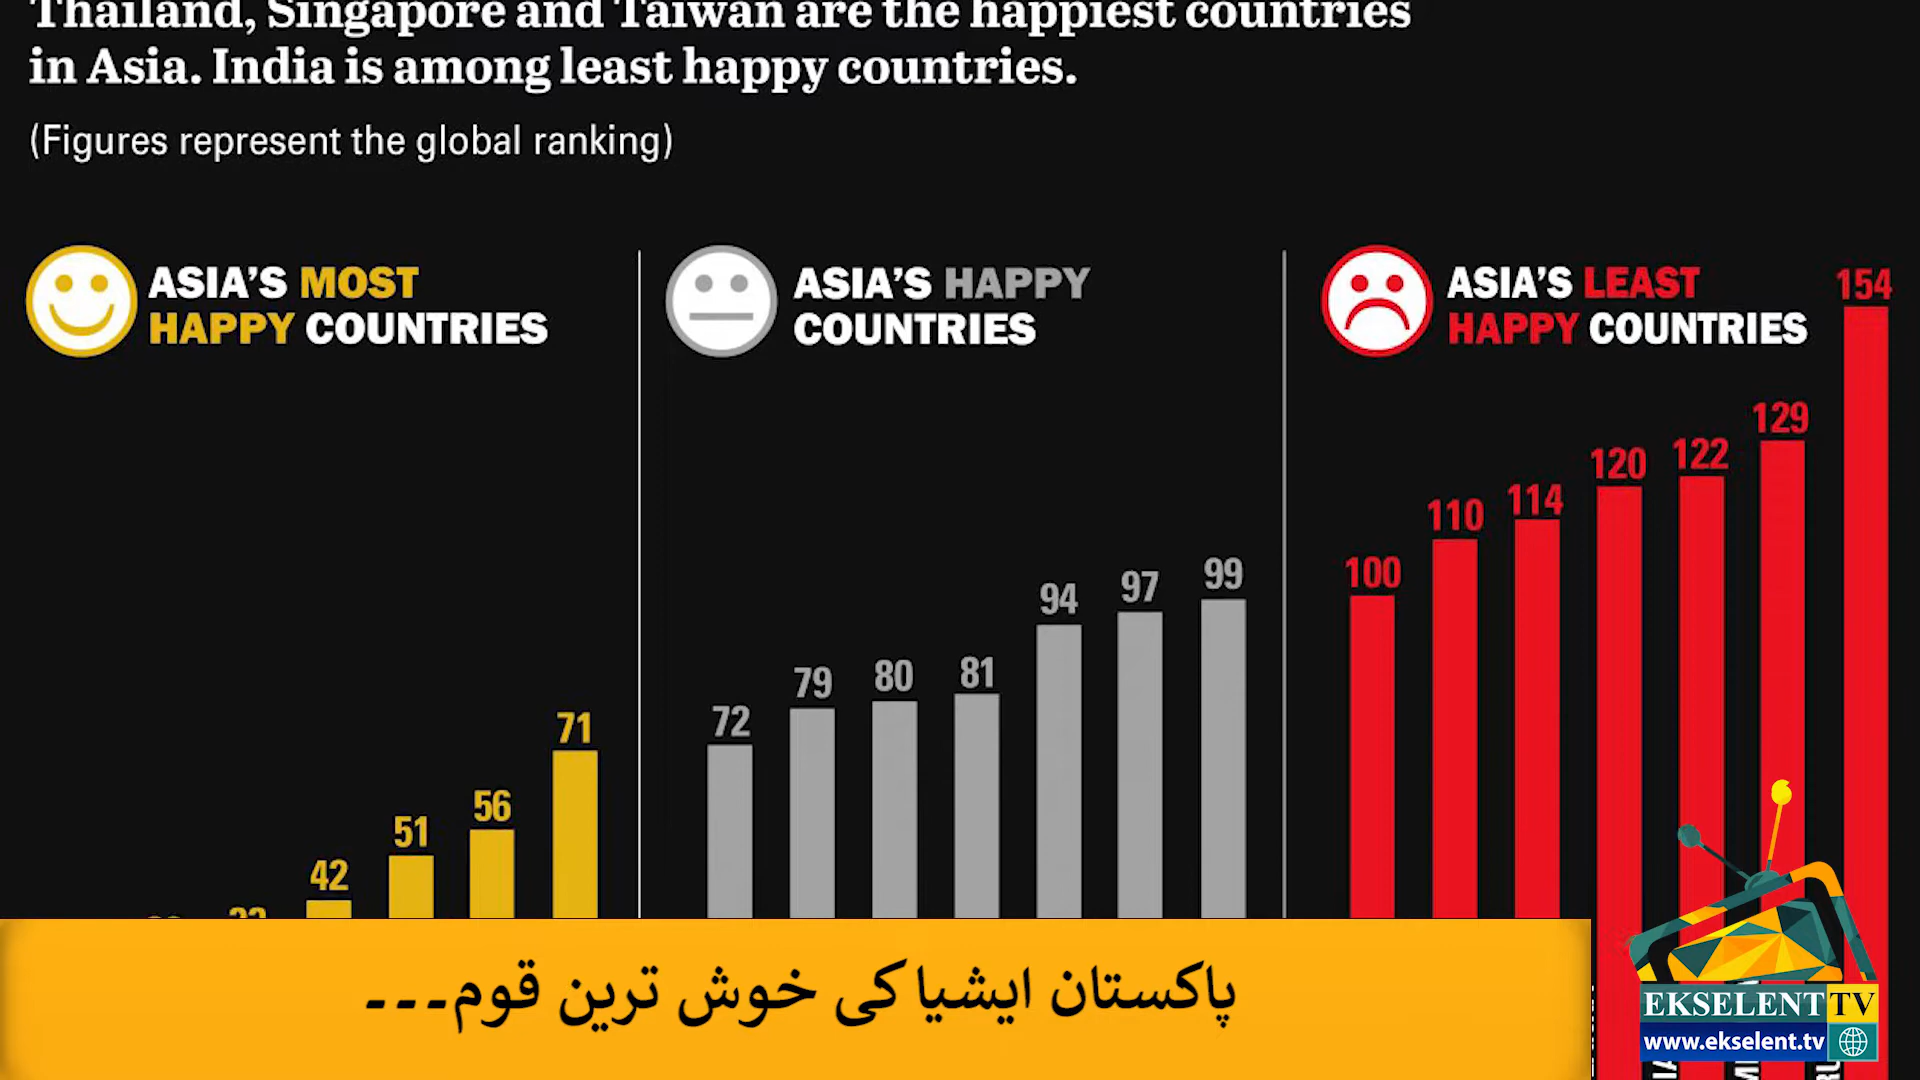 Thailand, Singapore and Taiwan are the happiest countries
in Asia. India is among least happy countries.
(Figures represent the global ranking)
ASIA'S MOST
HAPPY COUNTRIES
42
51
56
71
ASIA'S HAPPY
COUNTRIES
72
79
80
81
94
97
99
ASIA'S LEAST
HAPPY COUNTRIES
100
110
114
120
122
129
154
پاکستان ایشیا کی خوش ترین قوم۔۔۔
EKSELENT TV
www.ekselent.tv